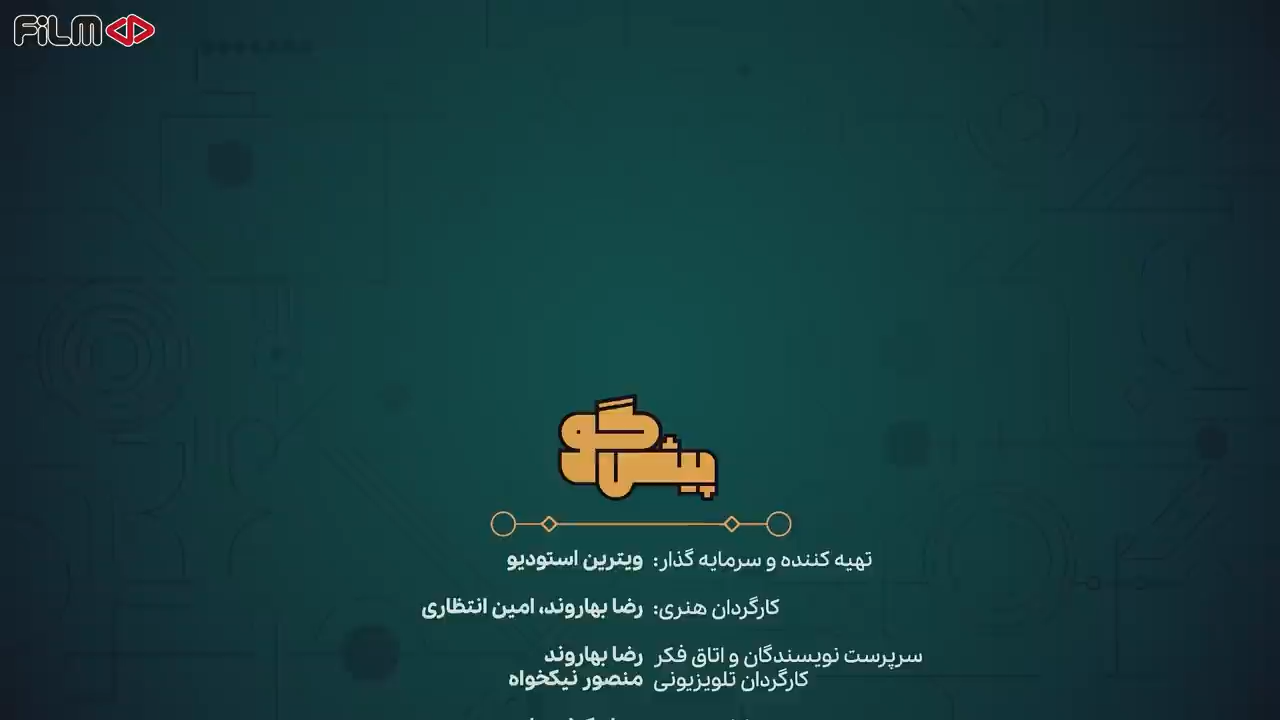 FiLM
پیشگو
تهیه کننده و سرمایه گذار: ویترین استودیو
کارگردان هنری: رضا بهاروند، امین انتظاری
سرپرست نویسندگان و اتاق فکر رضا بهاروند
کارگردان تلویزیونی منصور نیکخواه